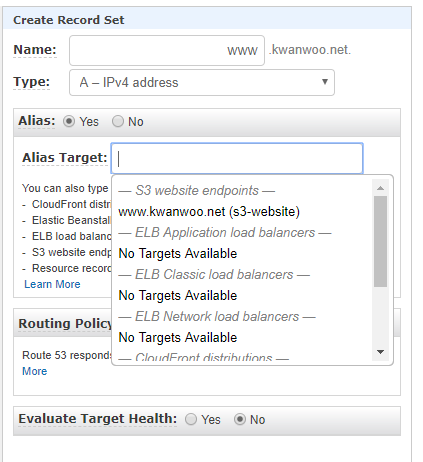 Create Record Set
Name: www .kwanwoo.net.
Type: A – IPv4 address
Alias: Yes No
Alias Target:
You can also type
- CloudFront distr
- Elastic Beanstal
- ELB load balanc
- S3 website endp
- Resource record
Learn More
— S3 website endpoints —
www.kwanwoo.net (s3-website)
— ELB Application load balancers —
No Targets Available
— ELB Classic load balancers —
No Targets Available
— ELB Network load balancers —
No Targets Available
— CloudFront distributions —
Routing Policy
Route 53 responds
More
Evaluate Target Health: Yes No